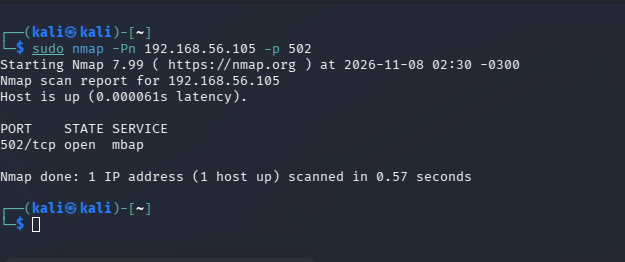 ┌──(kali㉿kali)-[~]
└─$ sudo nmap -Pn 192.168.56.105 -p 502
Starting Nmap 7.99 ( https://nmap.org ) at 2026-11-08 02:30 -0300
Nmap scan report for 192.168.56.105
Host is up (0.000061s latency).

PORT    STATE SERVICE
502/tcp open  mbap

Nmap done: 1 IP address (1 host up) scanned in 0.57 seconds

┌──(kali㉿kali)-[~]
└─$